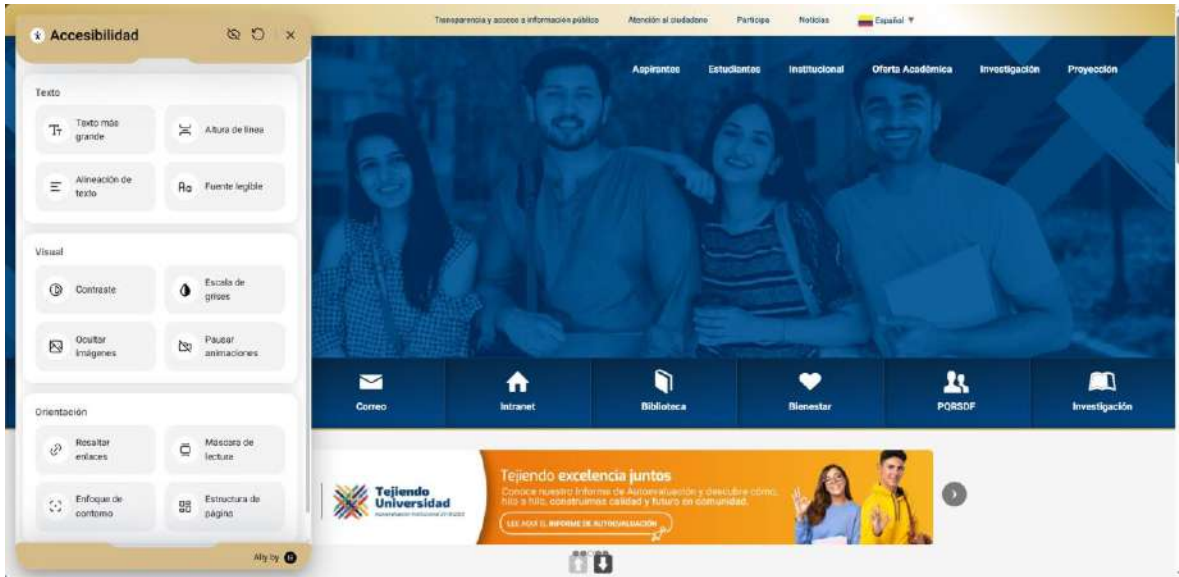 Transparencia y acceso a información pública
Atención al ciudadano
Participa
Noticias
Español ▼
Accesibilidad
Aspirantes
Estudiantes
Institucional
Oferta Académica
Investigación
Proyección
Texto
Texto más
grande
Altura de línea
Alineación de
texto
Fuente legible
Visual
Contraste
Escala de
grises
Ocultar
imágenes
Pausar
animaciones
Orientación
Resaltar
enlaces
Máscara de
lectura
Enfoque de
contorno
Estructura de
página
Ally by
Correo
Intranet
Biblioteca
Bienestar
PQRSDF
Investigación
Tejiendo
Universidad
Tejiendo excelencia juntos
Conoce nuestro Informe de Autoevaluación y descubre cómo,
hilo a hilo, construimos calidad y futuro en comunidad.
LEE AQUÍ EL INFORME DE AUTOEVALUACIÓN